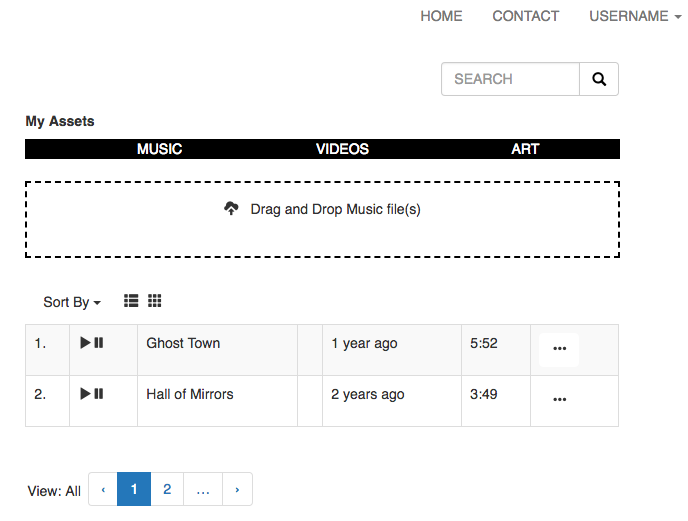 HOME CONTACT USERNAME
SEARCH
My Assets
MUSIC VIDEOS ART
Drag and Drop Music file(s)
Sort By
1. Ghost Town 1 year ago 5:52 ...
2. Hall of Mirrors 2 years ago 3:49 ...
View: All ‹ 1 2 ... ›